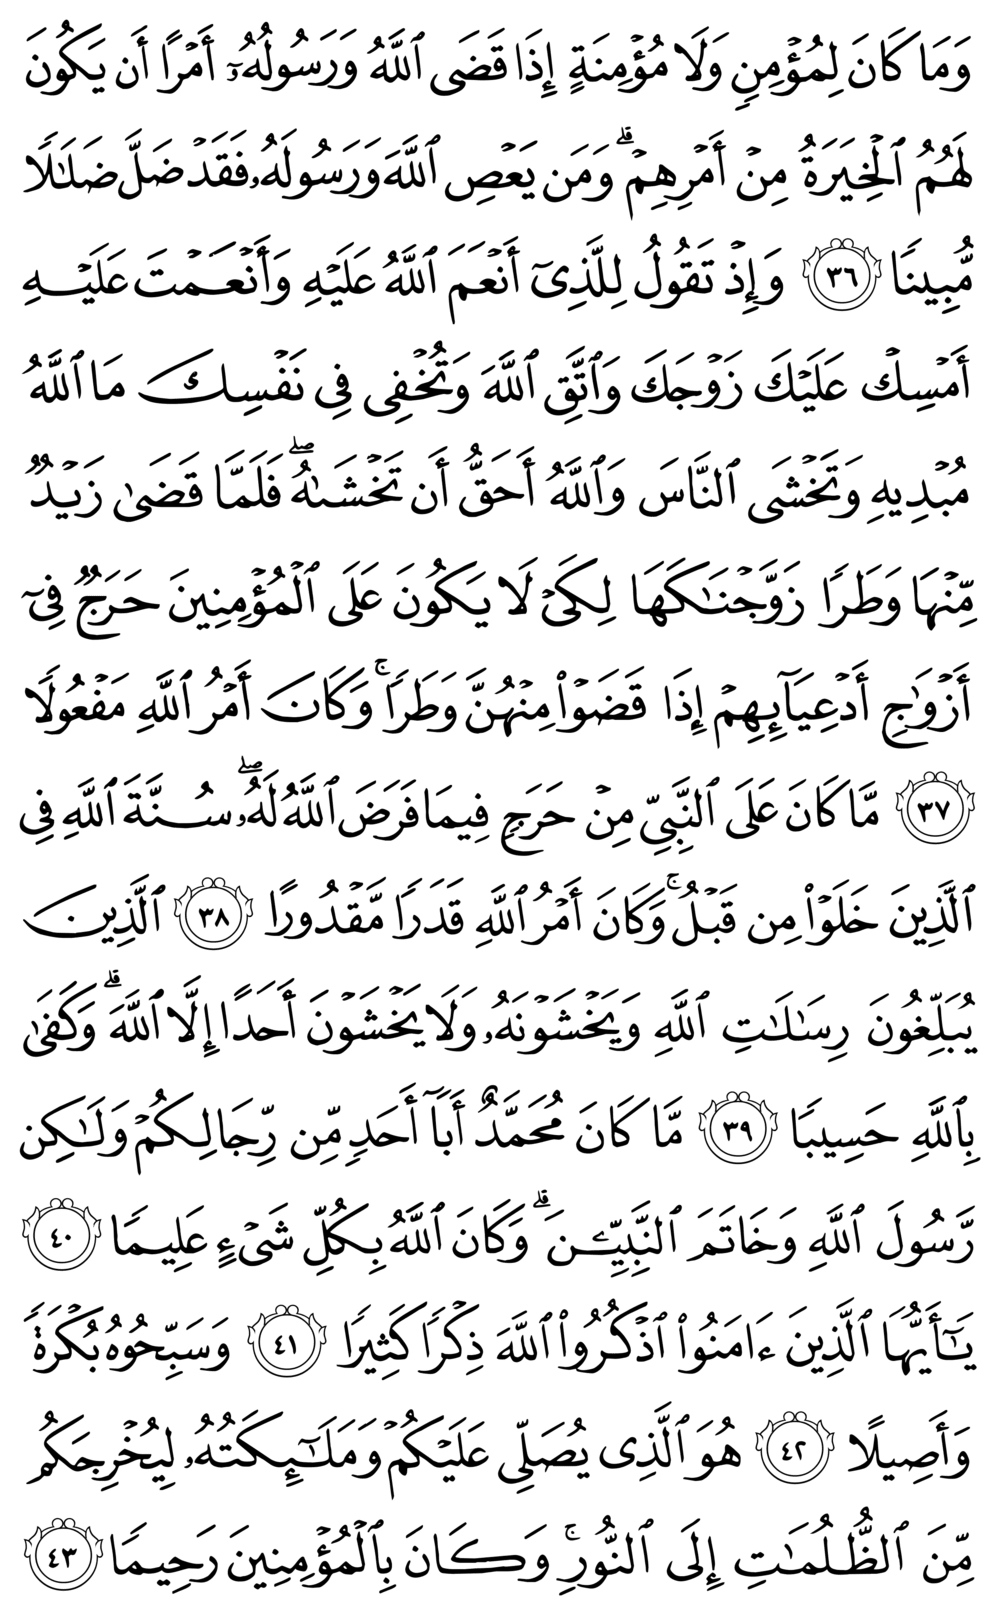 وَمَا كَانَ لِمُؤۡمِنٖ وَلَا مُؤۡمِنَةٍ إِذَا قَضَى ٱللَّهُ وَرَسُولُهُۥٓ أَمۡرًا أَن يَكُونَ
لَهُمُ ٱلۡخِيَرَةُ مِنۡ أَمۡرِهِمۡۗ وَمَن يَعۡصِ ٱللَّهَ وَرَسُولَهُۥ فَقَدۡ ضَلَّ ضَلَٰلٗا
مُّبِينٗا ٣٦ وَإِذۡ تَقُولُ لِلَّذِيٓ أَنۡعَمَ ٱللَّهُ عَلَيۡهِ وَأَنۡعَمۡتَ عَلَيۡهِ
أَمۡسِكۡ عَلَيۡكَ زَوۡجَكَ وَٱتَّقِ ٱللَّهَ وَتُخۡفِي فِي نَفۡسِكَ مَا ٱللَّهُ
مُبۡدِيهِ وَتَخۡشَى ٱلنَّاسَ وَٱللَّهُ أَحَقُّ أَن تَخۡشَىٰهُۖ فَلَمَّا قَضَىٰ زَيۡدٞ
مِّنۡهَا وَطَرٗا زَوَّجۡنَٰكَهَا لِكَيۡ لَا يَكُونَ عَلَى ٱلۡمُؤۡمِنِينَ حَرَجٞ فِيٓ
أَزۡوَٰجِ أَدۡعِيَآئِهِمۡ إِذَا قَضَوۡاْ مِنۡهُنَّ وَطَرٗاۚ وَكَانَ أَمۡرُ ٱللَّهِ مَفۡعُولٗا
٣٧ مَّا كَانَ عَلَى ٱلنَّبِيِّ مِنۡ حَرَجٖ فِيمَا فَرَضَ ٱللَّهُ لَهُۥۖ سُنَّةَ ٱللَّهِ فِي
ٱلَّذِينَ خَلَوۡاْ مِن قَبۡلُۚ وَكَانَ أَمۡرُ ٱللَّهِ قَدَرٗا مَّقۡدُورًا ٣٨ ٱلَّذِينَ
يُبَلِّغُونَ رِسَٰلَٰتِ ٱللَّهِ وَيَخۡشَوۡنَهُۥ وَلَا يَخۡشَوۡنَ أَحَدًا إِلَّا ٱللَّهَۗ وَكَفَىٰ
بِٱللَّهِ حَسِيبٗا ٣٩ مَّا كَانَ مُحَمَّدٌ أَبَآ أَحَدٖ مِّن رِّجَالِكُمۡ وَلَٰكِن
رَّسُولَ ٱللَّهِ وَخَاتَمَ ٱلنَّبِيِّـۧنَۗ وَكَانَ ٱللَّهُ بِكُلِّ شَيۡءٍ عَلِيمٗا ٤٠
يَٰٓأَيُّهَا ٱلَّذِينَ ءَامَنُواْ ٱذۡكُرُواْ ٱللَّهَ ذِكۡرٗا كَثِيرٗا ٤١ وَسَبِّحُوهُ بُكۡرَةٗ
وَأَصِيلًا ٤٢ هُوَ ٱلَّذِي يُصَلِّي عَلَيۡكُمۡ وَمَلَٰٓئِكَتُهُۥ لِيُخۡرِجَكُم
مِّنَ ٱلظُّلُمَٰتِ إِلَى ٱلنُّورِۚ وَكَانَ بِٱلۡمُؤۡمِنِينَ رَحِيمٗا ٤٣